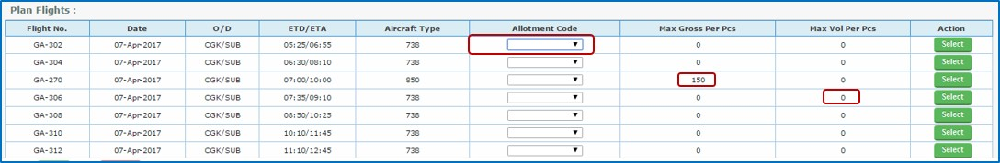 Plan Flights :
Flight No. Date O/D ETD/ETA Aircraft Type Allotment Code Max Gross Per Pcs Max Vol Per Pcs Action
GA-302 07-Apr-2017 CGK/SUB 05:25/06:55 738 0 0 Select
GA-304 07-Apr-2017 CGK/SUB 06:30/08:10 738 0 0 Select
GA-270 07-Apr-2017 CGK/SUB 07:00/10:00 850 150 0 Select
GA-306 07-Apr-2017 CGK/SUB 07:35/09:10 738 0 0 Select
GA-308 07-Apr-2017 CGK/SUB 08:50/10:25 738 0 0 Select
GA-310 07-Apr-2017 CGK/SUB 10:10/11:45 738 0 0 Select
GA-312 07-Apr-2017 CGK/SUB 11:10/12:45 738 0 0 Select